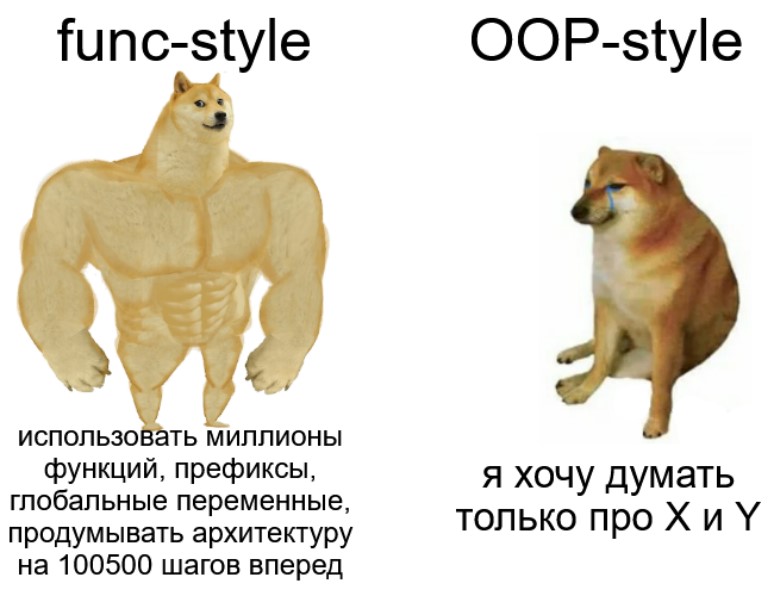 func-style
OOP-style
использовать миллионы
функций, префиксы,
глобальные переменные,
продумывать архитектуру
на 100500 шагов вперед
я хочу думать
только про X и Y